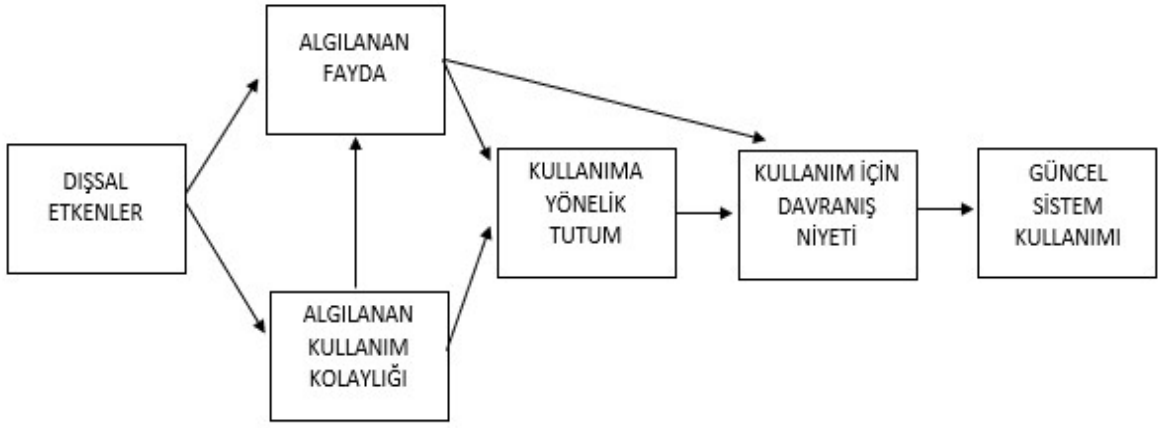 ALGILANAN
FAYDA
DIŞSAL
ETKENLER
ALGILANAN
KULLANIM
KOLAYLIĞI
KULLANIMA
YÖNELİK
TUTUM
KULLANIM İÇİN
DAVRANIŞ
NİYETİ
GÜNCEL
SİSTEM
KULLANIMI